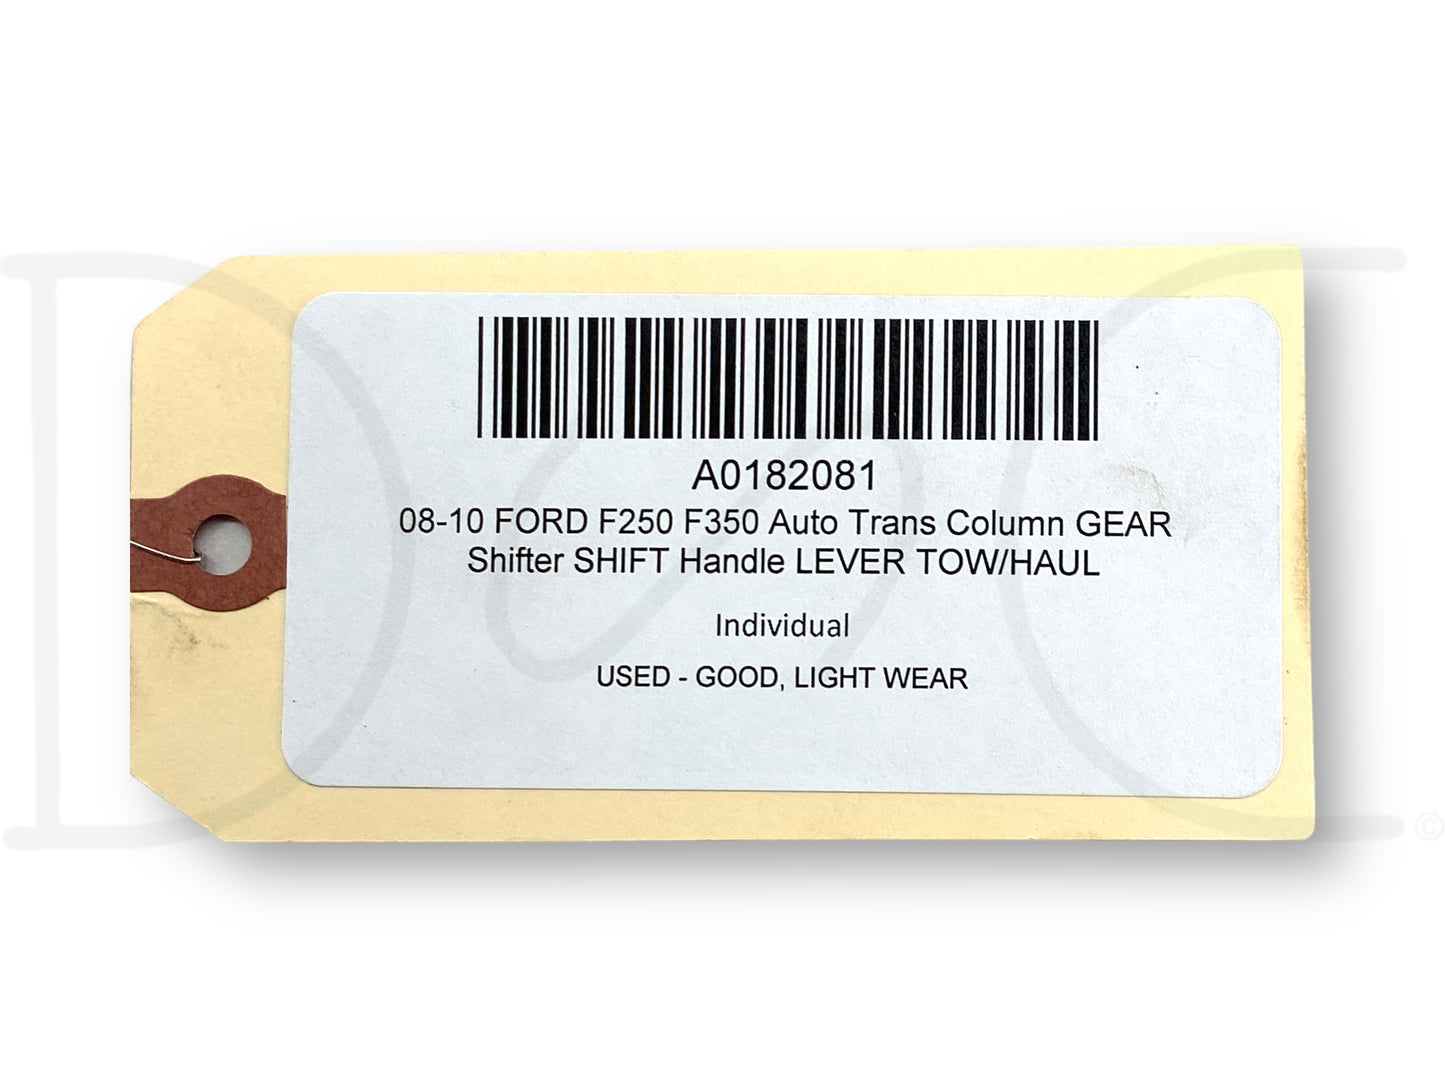 A0182081
08-10 FORD F250 F350 Auto Trans Column GEAR
Shifter SHIFT Handle LEVER TOW/HAUL
Individual
USED - GOOD, LIGHT WEAR
©